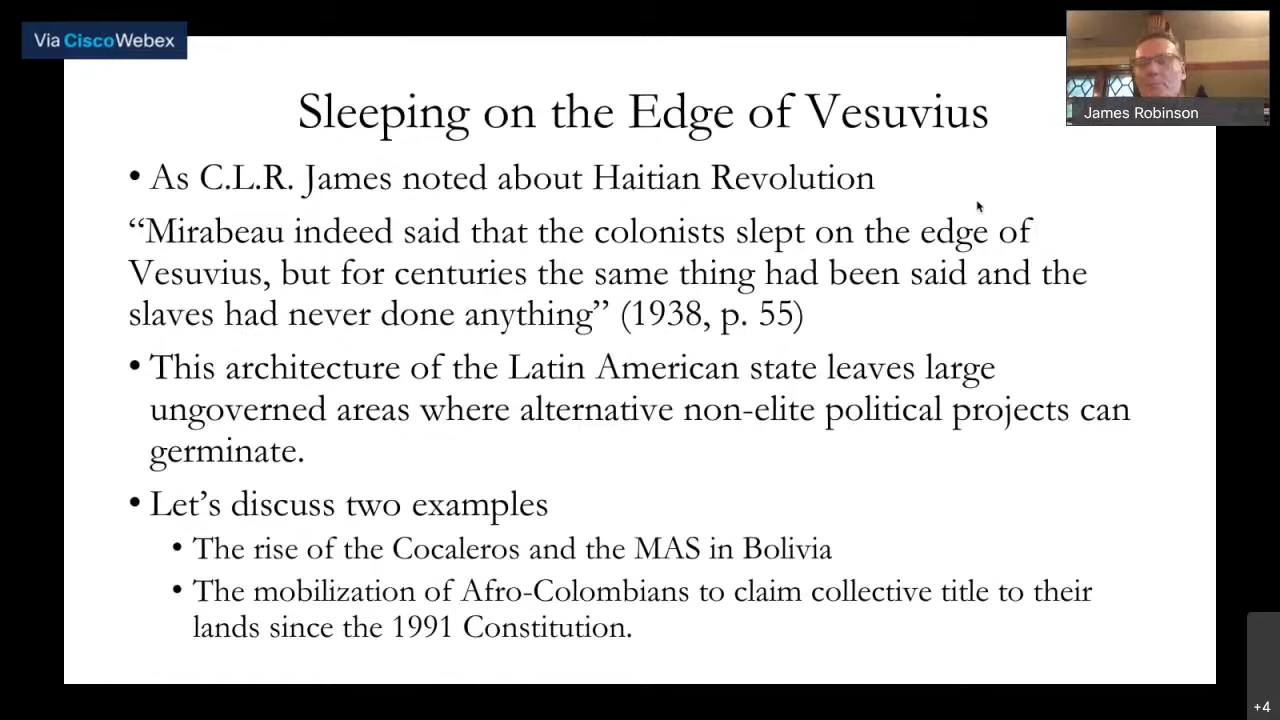 Via CiscoWebex
James Robinson
Sleeping on the Edge of Vesuvius
• As C.L.R. James noted about Haitian Revolution
“Mirabeau indeed said that the colonists slept on the edge of
Vesuvius, but for centuries the same thing had been said and the
slaves had never done anything” (1938, p. 55)
• This architecture of the Latin American state leaves large
ungoverned areas where alternative non-elite political projects can
germinate.
• Let’s discuss two examples
• The rise of the Cocaleros and the MAS in Bolivia
• The mobilization of Afro-Colombians to claim collective title to their
lands since the 1991 Constitution.
+4